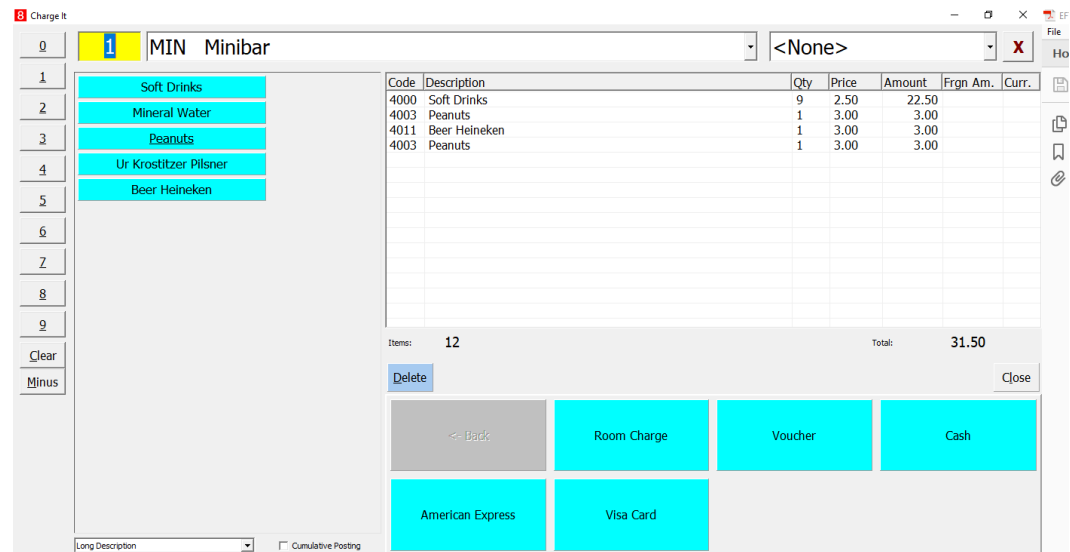 8 Charge It
EF
File
Ho
0 1 MIN Minibar <None> X
1
2
3
4
5
6
7
8
9
Clear
Minus
Soft Drinks
Mineral Water
Peanuts
Ur Krostitzer Pilsner
Beer Heineken
Code Description Qty Price Amount Frgn Am. Curr.
4000 Soft Drinks 9 2.50 22.50
4003 Peanuts 1 3.00 3.00
4011 Beer Heineken 1 3.00 3.00
4003 Peanuts 1 3.00 3.00
Items: 12 Total: 31.50
Delete Close
<- Back Room Charge Voucher Cash
American Express Visa Card
Long Description Cumulative Posting